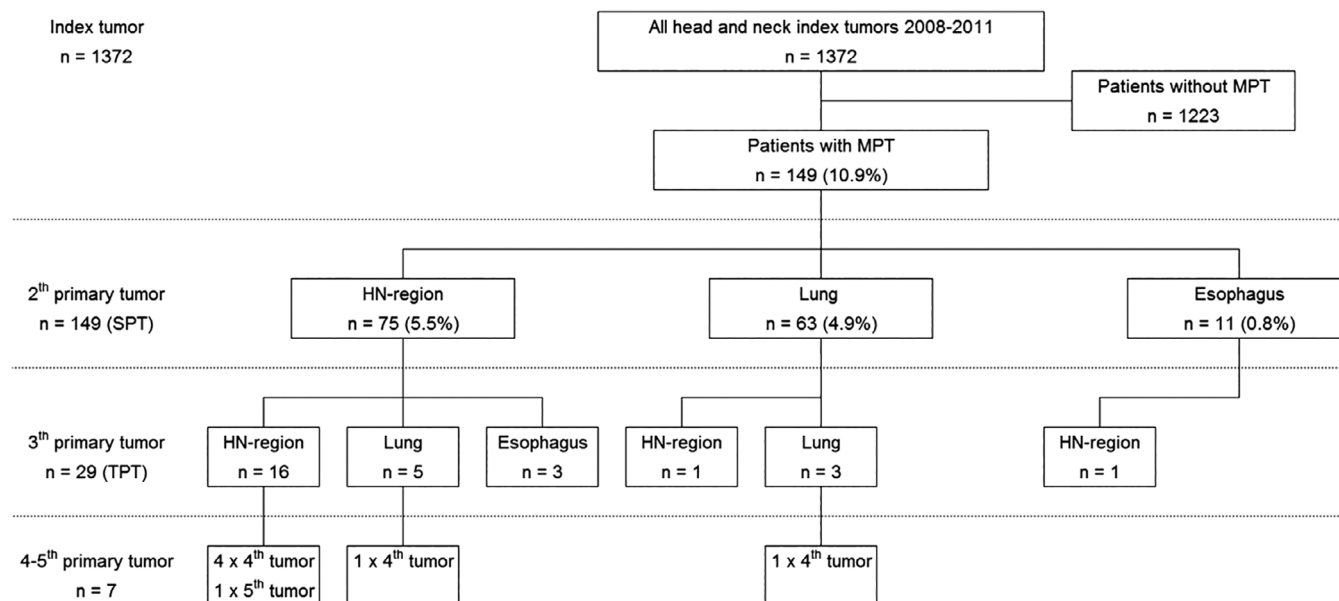 Index tumor
n = 1372
All head and neck index tumors 2008-2011
n = 1372
Patients without MPT
n = 1223
Patients with MPT
n = 149 (10.9%)
2th primary tumor
n = 149 (SPT)
HN-region
n = 75 (5.5%)
Lung
n = 63 (4.9%)
Esophagus
n = 11 (0.8%)
3th primary tumor
n = 29 (TPT)
HN-region
n = 16
Lung
n = 5
Esophagus
n = 3
HN-region
n = 1
Lung
n = 3
HN-region
n = 1
4-5th primary tumor
n = 7
4 x 4th tumor
1 x 5th tumor
1 x 4th tumor
1 x 4th tumor